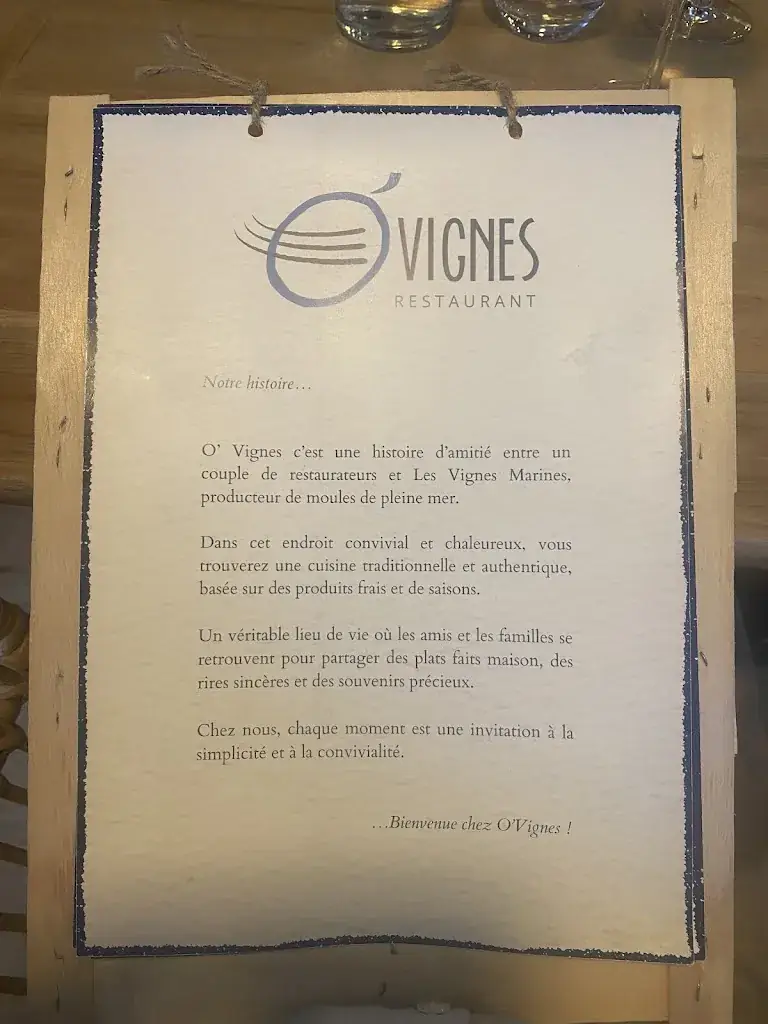 O'VIGNES
RESTAURANT
Notre histoire…
O' Vignes c'est une histoire d'amitié entre un
couple de restaurateurs et Les Vignes Marines,
producteur de moules de pleine mer.
Dans cet endroit convivial et chaleureux, vous
trouverez une cuisine traditionnelle et authentique,
basée sur des produits frais et de saisons.
Un véritable lieu de vie où les amis et les familles se
retrouvent pour partager des plats faits maison, des
rires sincères et des souvenirs précieux.
Chez nous, chaque moment est une invitation à la
simplicité et à la convivialité.
…Bienvenue chez O'Vignes !